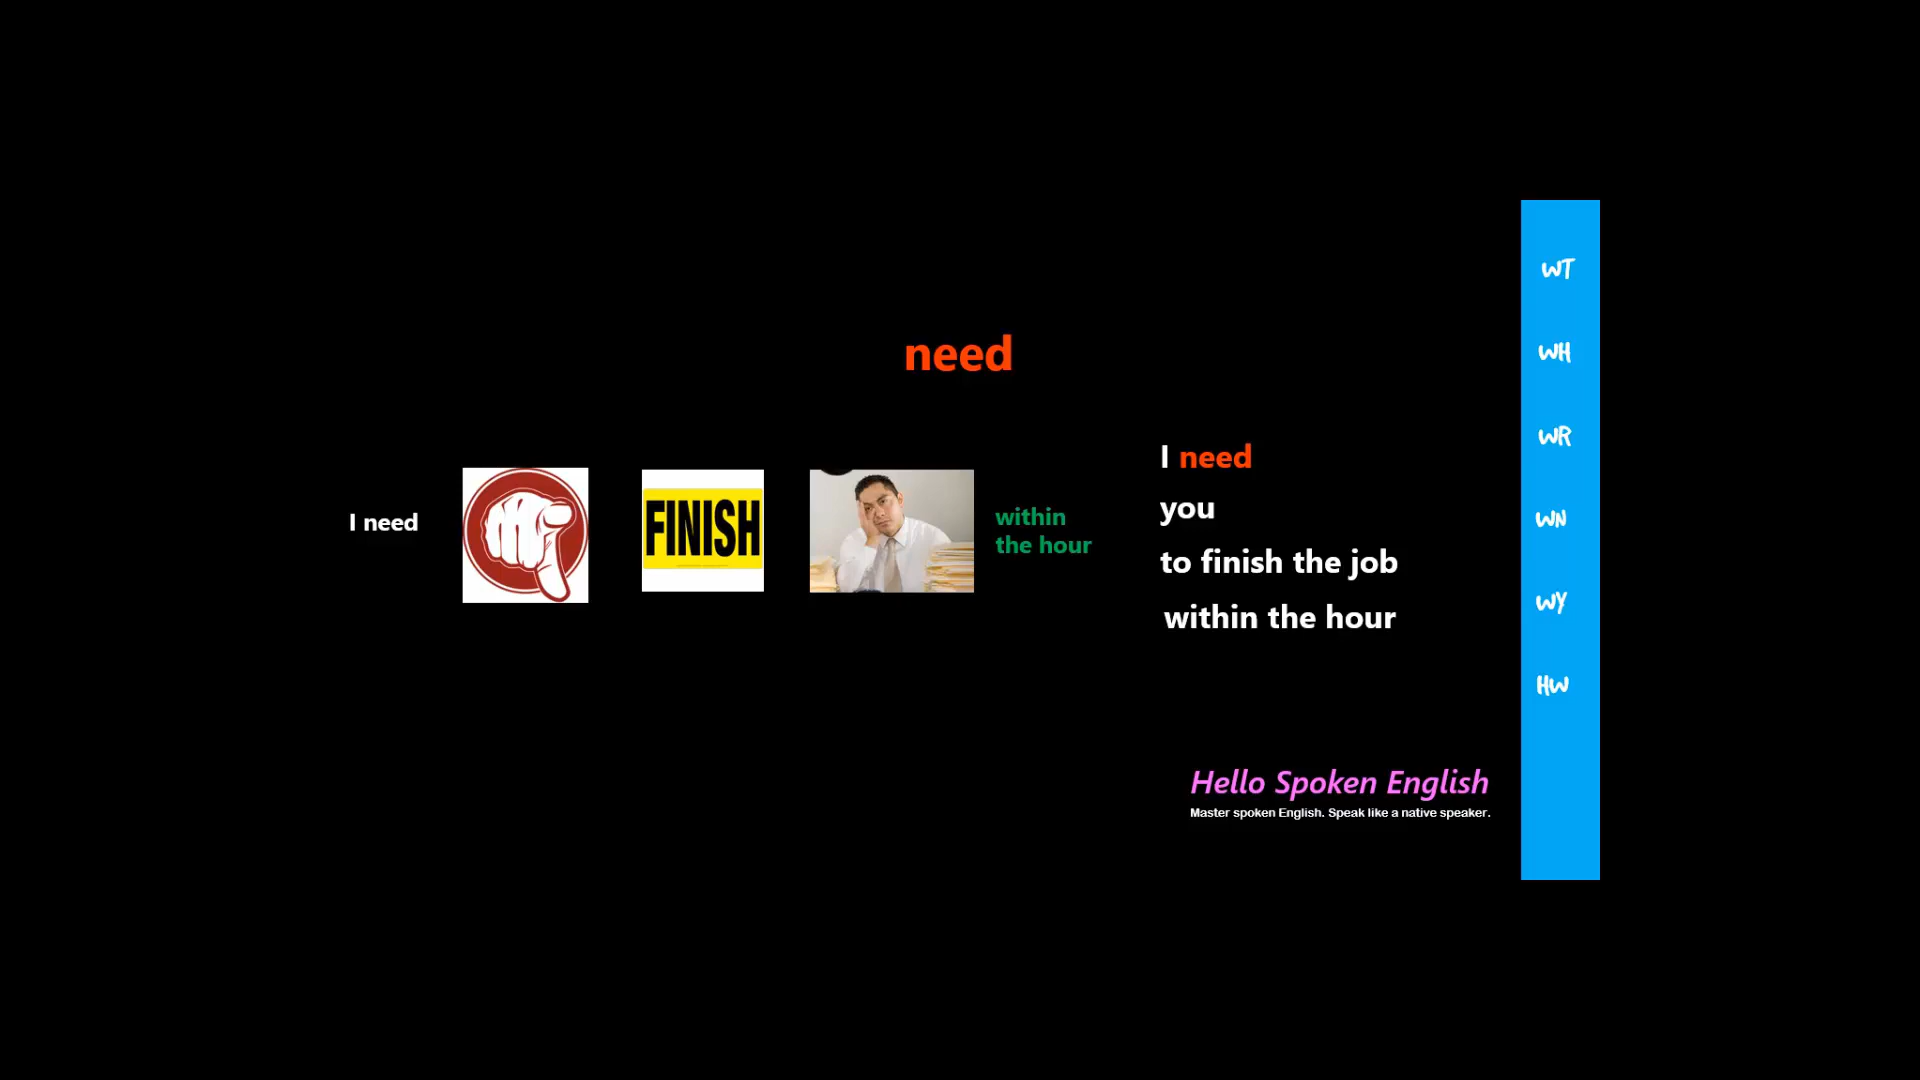 need
I need
FINISH
within
the hour
I need
you
to finish the job
within the hour
Hello Spoken English
Master spoken English. Speak like a native speaker.
WT
WH
WR
WN
WY
HW